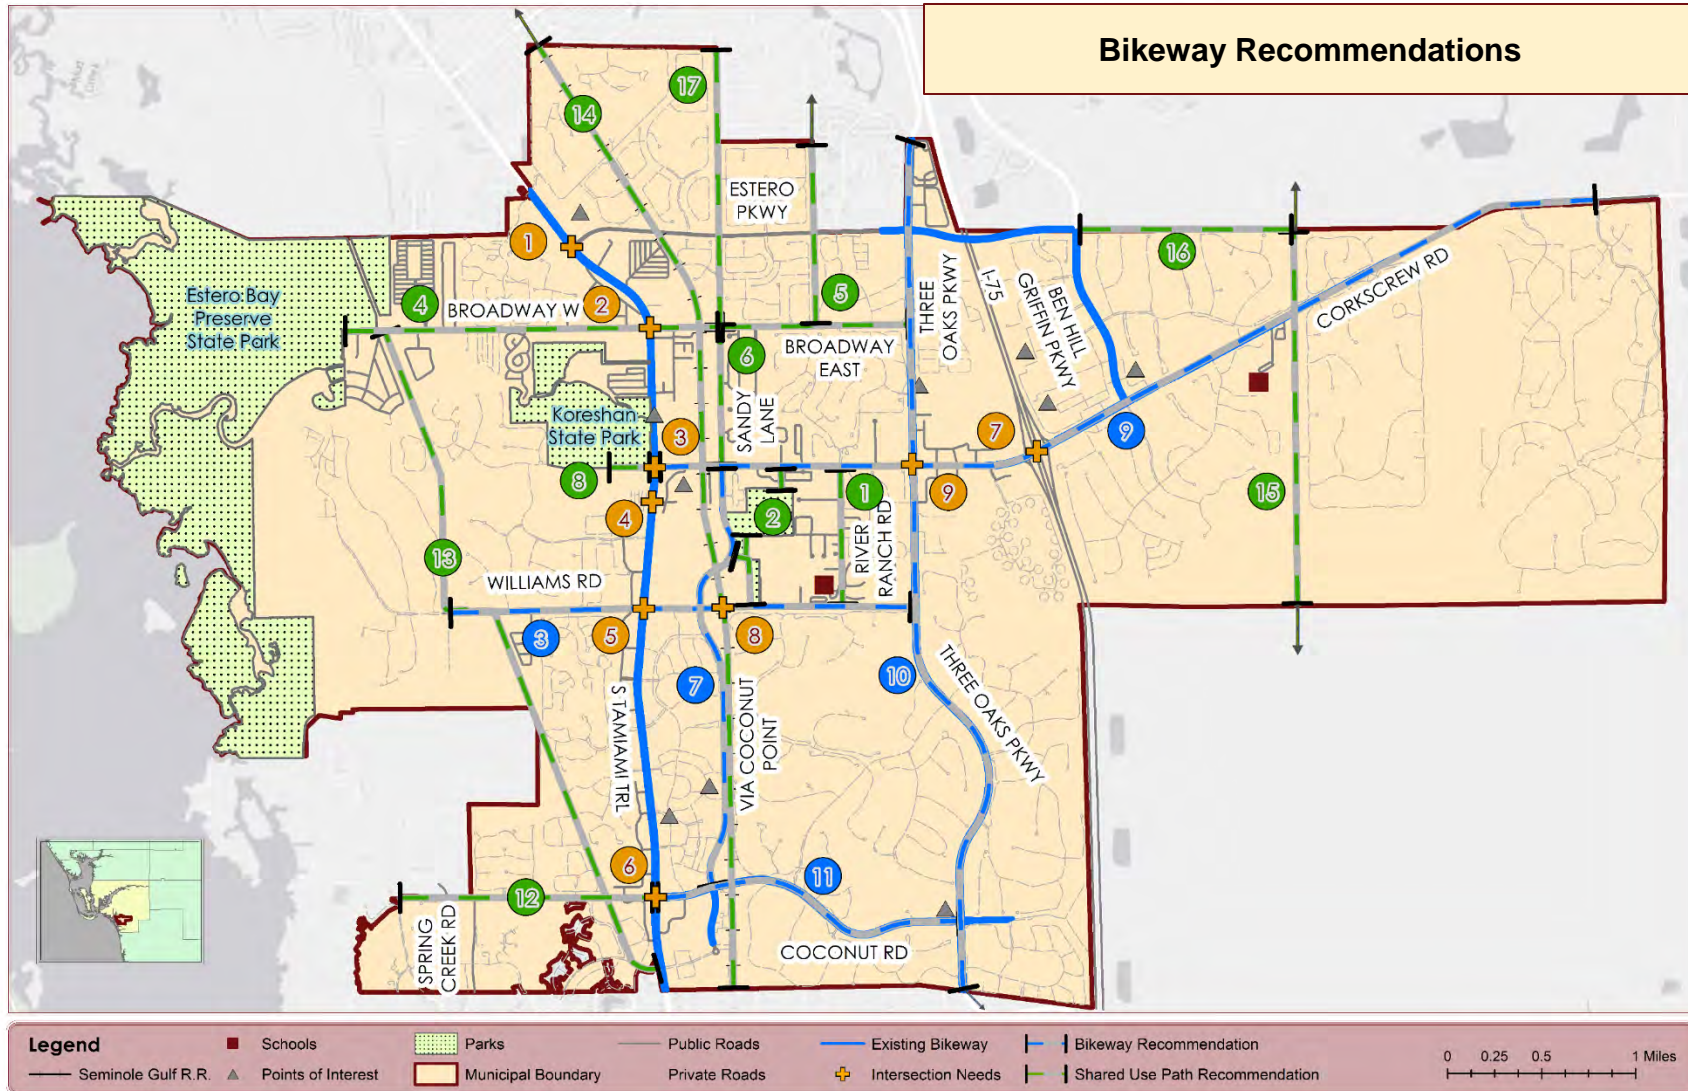 Bikeway Recommendations
17
14
ESTERO
PKWY
1
Estero Bay
Preserve
State Park
4
BROADWAY W
2
5
16
I-75
THREE
OAKS PKWY
BEN HILL
GRIFFIN PKWY
CORKSCREW RD
6
BROADWAY
EAST
SANDY
LANE
Koreshan
State Park
3
7
9
8
1
9
15
4
2
RIVER
RANCH RD
13
WILLIAMS RD
3
5
8
7
10
S TAMIAMI TRL
VIA COCONUT
POINT
THREE OAKS PKWY
6
11
12
SPRING
CREEK RD
COCONUT RD
Legend
Schools
Parks
Public Roads
Existing Bikeway
Bikeway Recommendation
Seminole Gulf R.R.
Points of Interest
Municipal Boundary
Private Roads
Intersection Needs
Shared Use Path Recommendation
0 0.25 0.5 1 Miles